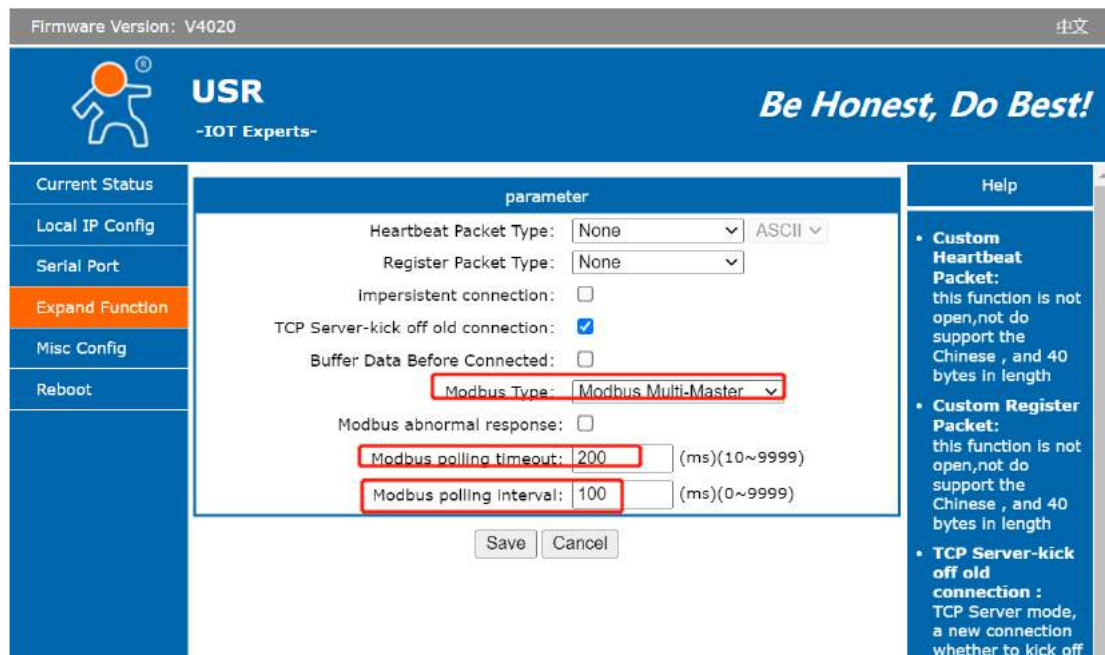 Firmware Version: V4020
中文
®
USR
-IOT Experts-
Be Honest, Do Best!
Current Status
Local IP Config
Serial Port
Expand Function
Misc Config
Reboot
parameter
Heartbeat Packet Type: None ASCII
Register Packet Type: None
impersistent connection:
TCP Server-kick off old connection:
Buffer Data Before Connected:
Modbus Type: Modbus Multi-Master
Modbus abnormal response:
Modbus polling timeout: 200 (ms)(10~9999)
Modbus polling interval: 100 (ms)(0~9999)
Save Cancel
Help
• Custom
Heartbeat
Packet:
this function is not
open,not do
support the
Chinese , and 40
bytes in length
• Custom Register
Packet:
this function is not
open,not do
support the
Chinese , and 40
bytes in length
• TCP Server-kick
off old
connection :
TCP Server mode,
a new connection
whether to kick off